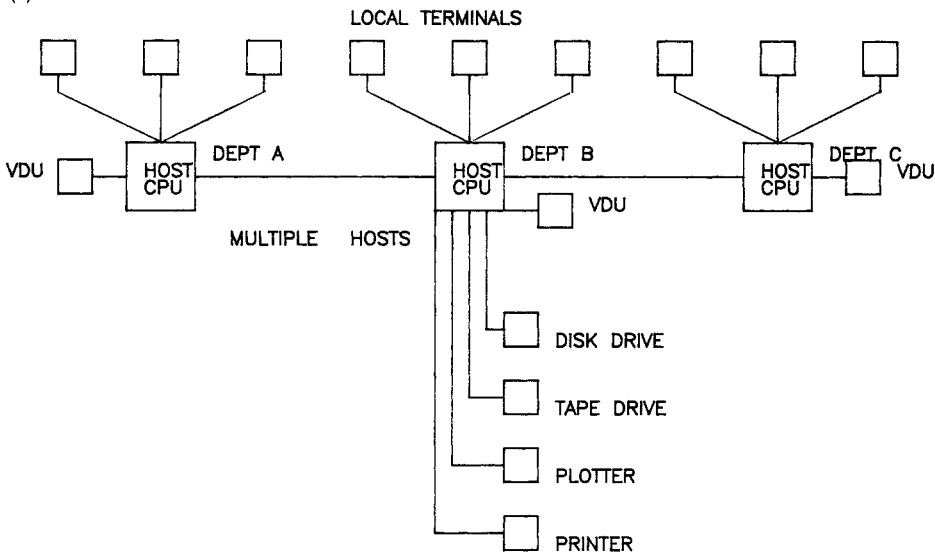 LOCAL TERMINALS
DEPT A
DEPT B
DEPT C
VDU
HOST
CPU
HOST
CPU
HOST
CPU
VDU
VDU
MULTIPLE HOSTS
DISK DRIVE
TAPE DRIVE
PLOTTER
PRINTER